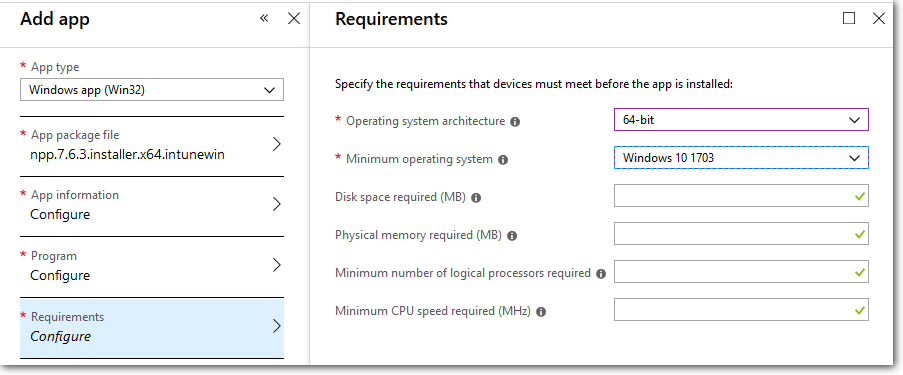 Add app
Requirements
* App type
Windows app (Win32)
* App package file
npp.7.6.3.installer.x64.intunewin
* App information
Configure
* Program
Configure
* Requirements
Configure
Specify the requirements that devices must meet before the app is installed:
* Operating system architecture
64-bit
* Minimum operating system
Windows 10 1703
Disk space required (MB)
Physical memory required (MB)
Minimum number of logical processors required
Minimum CPU speed required (MHz)